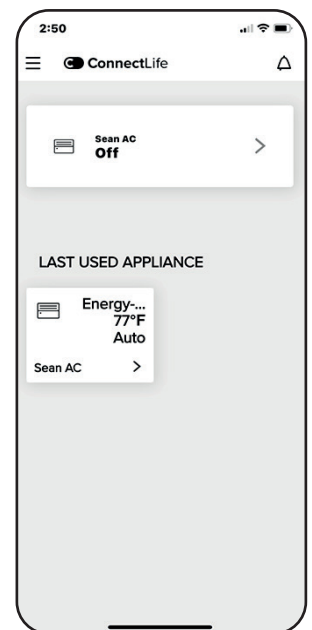 2:50
ConnectLife
Sean AC
Off
LAST USED APPLIANCE
Energy-...
77°F
Auto
Sean AC